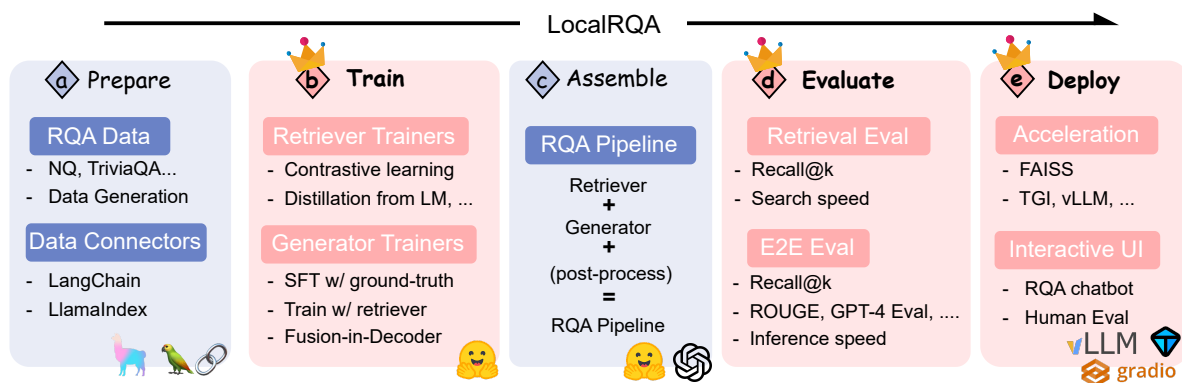 LocalRQA
a Prepare
RQA Data
- NQ, TriviaQA...
- Data Generation
Data Connectors
- LangChain
- LlamaIndex
b Train
Retriever Trainers
- Contrastive learning
- Distillation from LM, ...
Generator Trainers
- SFT w/ ground-truth
- Train w/ retriever
- Fusion-in-Decoder
c Assemble
RQA Pipeline
Retriever
+
Generator
+
(post-process)
=
RQA Pipeline
d Evaluate
Retrieval Eval
- Recall@k
- Search speed
E2E Eval
- Recall@k
- ROUGE, GPT-4 Eval, ....
- Inference speed
e Deploy
Acceleration
- FAISS
- TGI, vLLM, ...
Interactive UI
- RQA chatbot
- Human Eval
vLLM
gradio